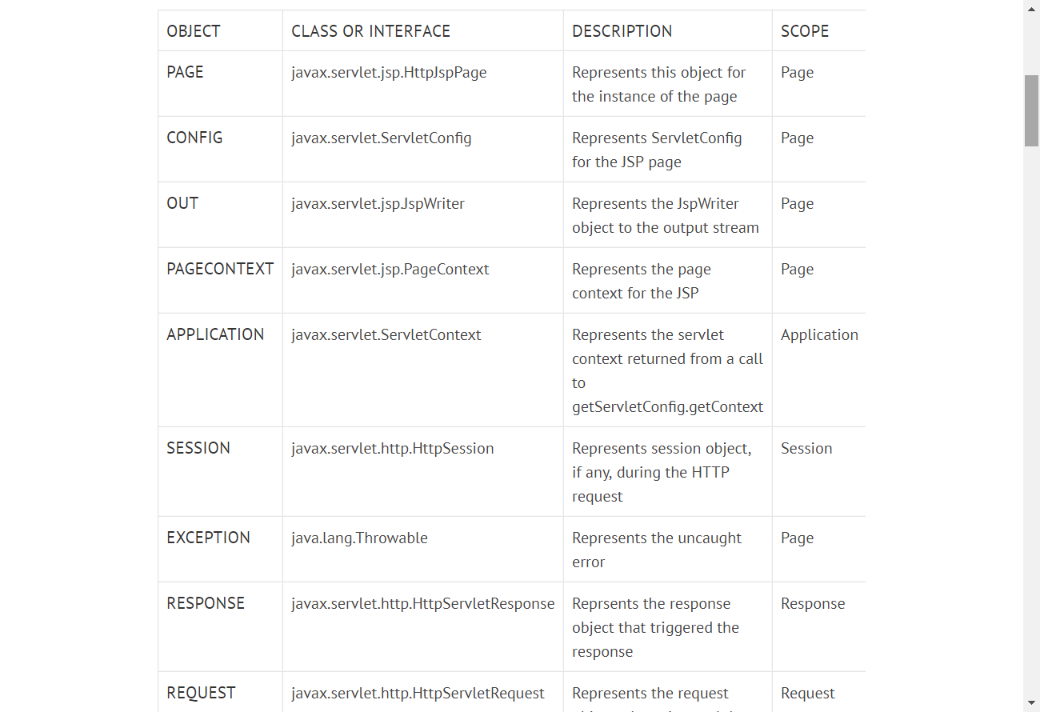 OBJECT CLASS OR INTERFACE DESCRIPTION SCOPE
PAGE javax.servlet.jsp.HttpJspPage Represents this object for Page
the instance of the page
CONFIG javax.servlet.ServletConfig Represents ServletConfig Page
for the JSP page
OUT javax.servlet.jsp.JspWriter Represents the JspWriter Page
object to the output stream
PAGECONTEXT javax.servlet.jsp.PageContext Represents the page Page
context for the JSP
APPLICATION javax.servlet.ServletContext Represents the servlet Application
context returned from a call
to
getServletConfig.getContext
SESSION javax.servlet.http.HttpSession Represents session object, Session
if any, during the HTTP
request
EXCEPTION java.lang.Throwable Represents the uncaught Page
error
RESPONSE javax.servlet.http.HttpServletResponse Reprsents the response Response
object that triggered the
response
REQUEST javax.servlet.http.HttpServletRequest Represents the request Request